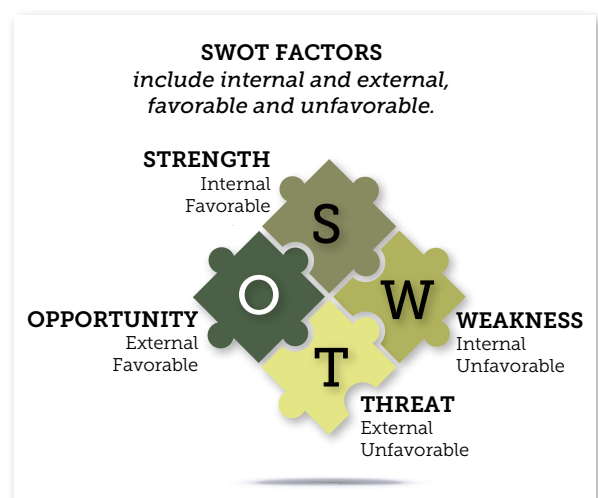 SWOT FACTORS
include internal and external,
favorable and unfavorable.
STRENGTH
Internal
Favorable
S
O
W
T
OPPORTUNITY
External
Favorable
WEAKNESS
Internal
Unfavorable
THREAT
External
Unfavorable